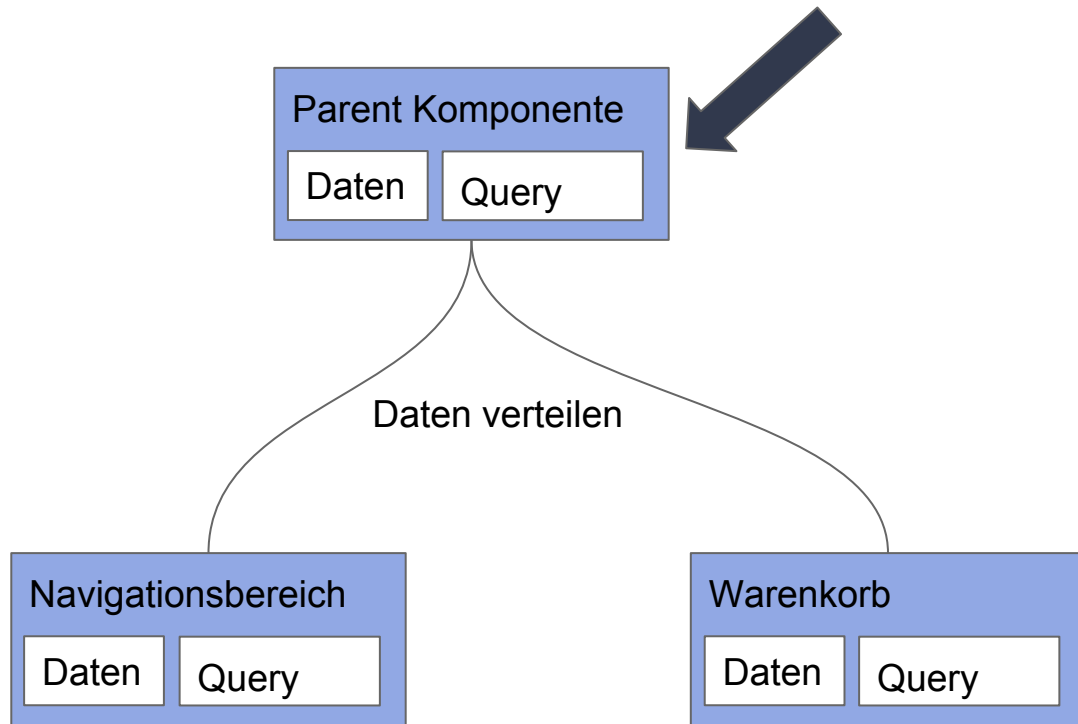 Parent Komponente
Daten
Query
Daten verteilen
Navigationsbereich
Daten
Query
Warenkorb
Daten
Query